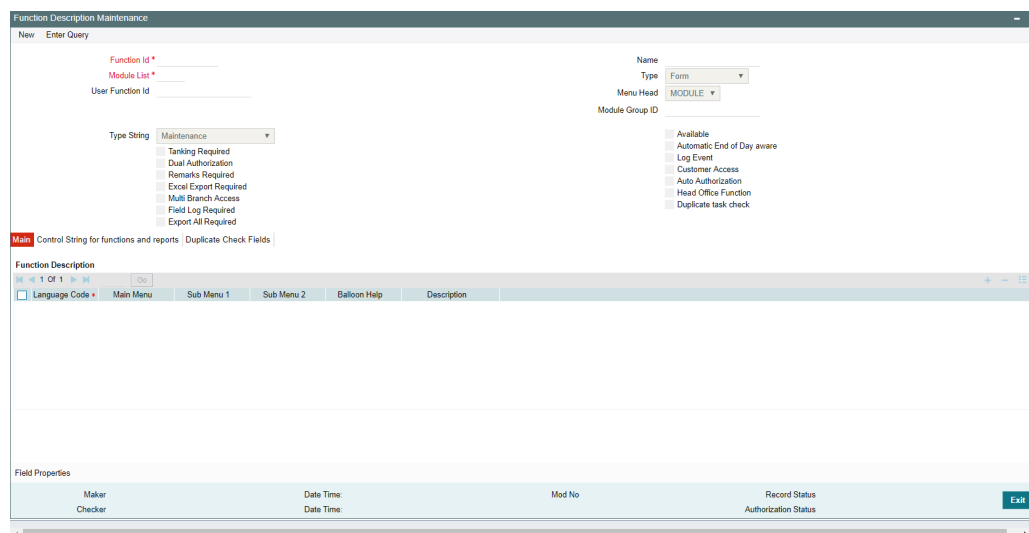 Function Description Maintenance
New Enter Query
Function Id * Name
Module List * Type Form
User Function Id Menu Head MODULE
Module Group ID
Type String Maintenance Available
Tanking Required Automatic End of Day aware
Dual Authorization Log Event
Remarks Required Customer Access
Excel Export Required Auto Authorization
Multi Branch Access Head Office Function
Field Log Required Duplicate task check
Export All Required
Main Control String for functions and reports Duplicate Check Fields
Function Description
1 Of 1 Go
Language Code * Main Menu Sub Menu 1 Sub Menu 2 Balloon Help Description
Field Properties
Maker Date Time: Mod No Record Status
Checker Date Time: Authorization Status
Exit